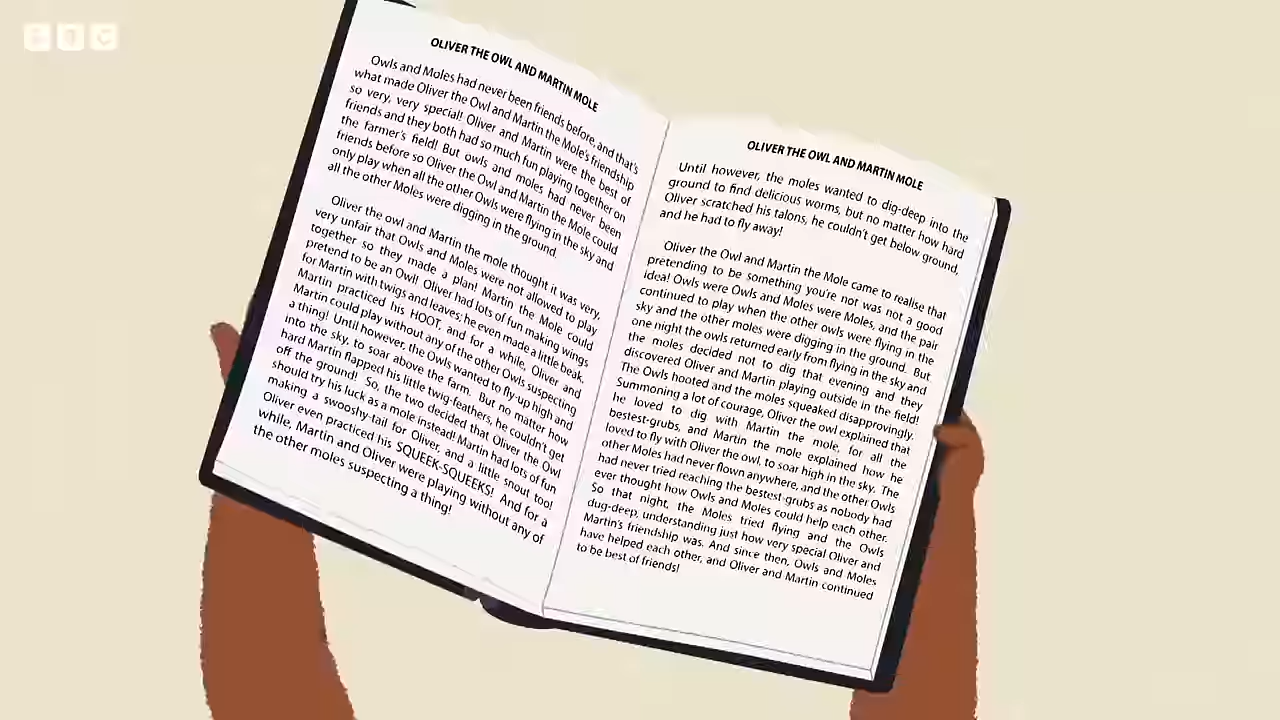 BBC
OLIVER THE OWL AND MARTIN MOLE
Owls and Moles had never been friends before, and that's
what made Oliver the Owl and Martin the Mole's friendship
so very, very special! Oliver and Martin were the best of
friends and they both had so much fun playing together on
the farmer's field! But owls and moles had never been
friends before so Oliver the Owl and Martin the Mole could
only play when all the other Owls were flying in the sky and
all the other Moles were digging in the ground.
Oliver the owl and Martin the mole thought it was very,
very unfair that Owls and Moles were not allowed to play
together so they made a plan! Martin the Mole could
pretend to be an Owl! Oliver had lots of fun making wings
for Martin with twigs and leaves; he even made a little beak.
Martin practiced his HOOT, and for a while, Oliver and
Martin could play without any of the other Owls suspecting
a thing! Until however, the Owls wanted to fly-up high and
into the sky, to soar above the farm. But no matter how
hard Martin flapped his little twig-feathers, he couldn't get
off the ground! So, the two decided that Oliver the Owl
should try his luck as a mole instead! Martin had lots of fun
making a swooshy-tail for Oliver, and a little snout too!
Oliver even practiced his SQUEEK-SQUEEKS! And for a
while, Martin and Oliver were playing without any of
the other moles suspecting a thing!
OLIVER THE OWL AND MARTIN MOLE
Until however, the moles wanted to dig-deep into the
ground to find delicious worms, but no matter how hard
Oliver scratched his talons, he couldn't get below ground,
and he had to fly away!
Oliver the Owl and Martin the Mole came to realise that
pretending to be something you're not was not a good
idea! Owls were Owls and Moles were Moles, and the pair
continued to play when the other owls were flying in the
sky and the other moles were digging in the ground. But
one night the owls returned early from flying in the sky and
the moles decided not to dig that evening and they
discovered Oliver and Martin playing outside in the field!
The Owls hooted and the moles squeaked disapprovingly.
Summoning a lot of courage, Oliver the owl explained that
he loved to dig with Martin the mole, for all the
bestest-grubs, and Martin the mole explained how he
loved to fly with Oliver the owl, to soar high in the sky. The
other Moles had never flown anywhere, and the other Owls
had never tried reaching the bestest-grubs as nobody had
ever thought how Owls and Moles could help each other.
So that night, the Moles tried flying and the Owls
dug-deep, understanding just how very special Oliver and
Martin's friendship was. And since then, Owls and Moles
have helped each other, and Oliver and Martin continued
to be best of friends!